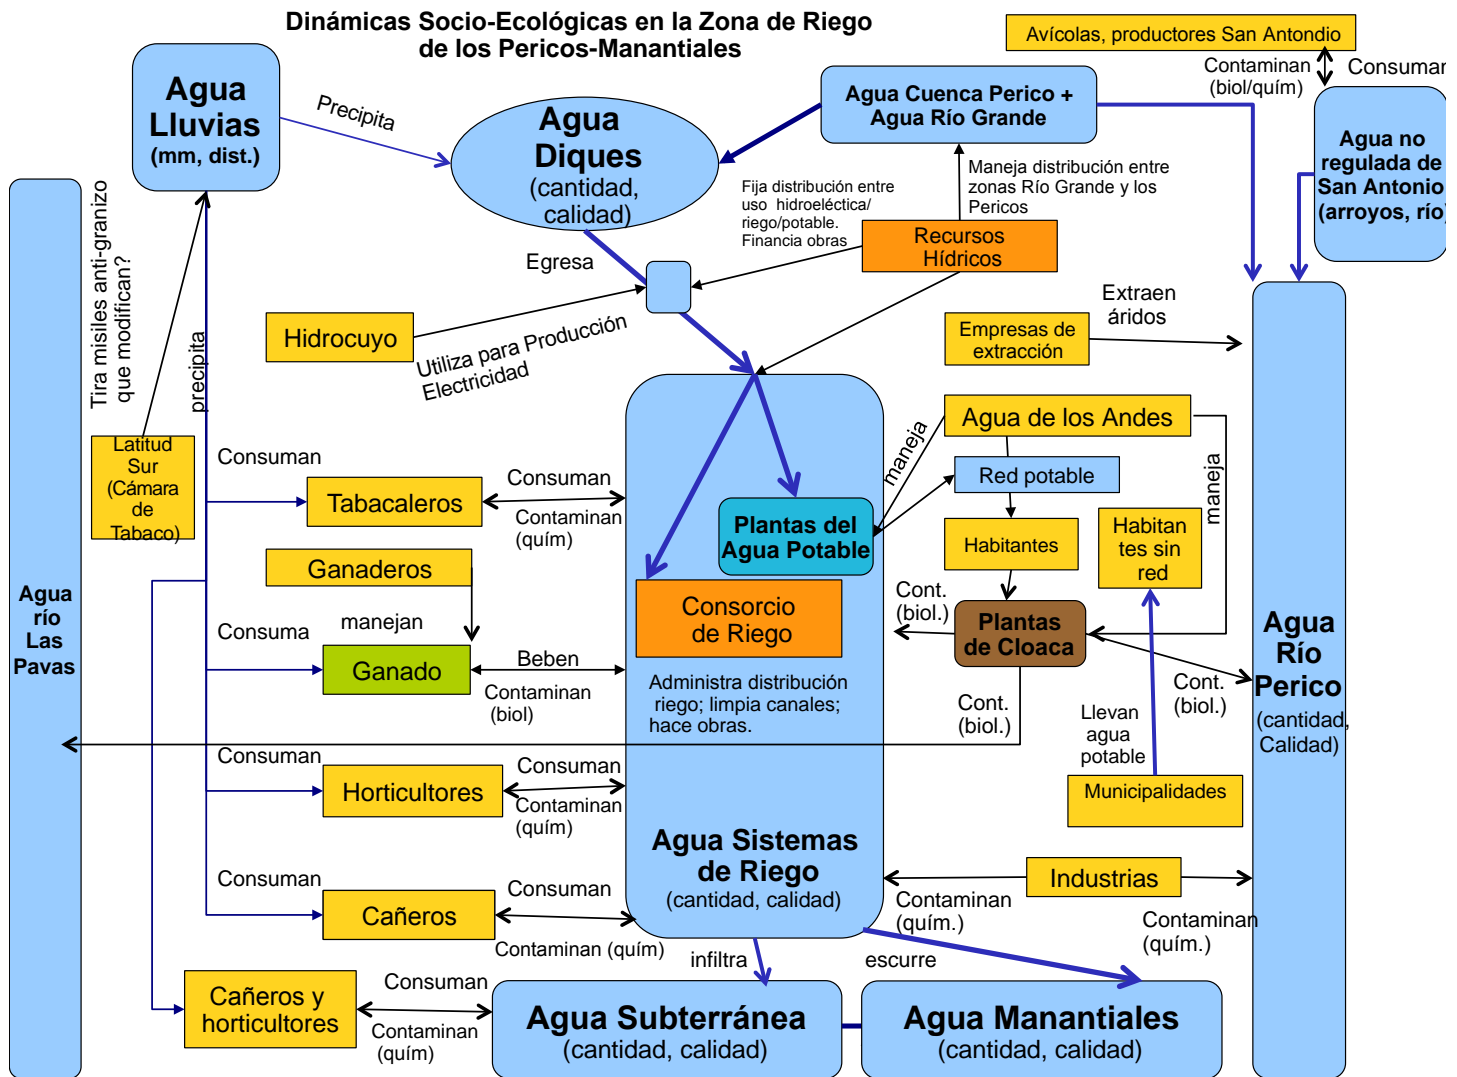 Dinámicas Socio-Ecológicas en la Zona de Riego
de los Pericos-Manantiales
Avícolas, productores San Antondio
Contaminan
(biol/quím)
Consuman
Agua
Lluvias
(mm, dist.)
Precipita
Agua
Diques
(cantidad,
calidad)
Agua Cuenca Perico +
Agua Río Grande
Agua no
regulada de
San Antonio
(arroyos, río)
Fija distribución entre
uso hidroeléctica/
riego/potable.
Financia obras
Maneja distribución entre
zonas Río Grande y los
Pericos
Recursos
Hídricos
Egresa
Tira misiles anti-granizo
que modifican?
precipita
Hidrocuyo
Utiliza para Producción
Electricidad
Extraen
áridos
Empresas de
extracción
Latitud
Sur
(Cámara
de
Tabaco)
Consuman
Tabacaleros
Consuman
Contaminan
(quím)
Agua de los Andes
maneja
maneja
Red potable
Plantas del
Agua Potable
Habitantes
Habitan
tes sin
red
Ganaderos
manejan
Consuma
Ganado
Beben
Contaminan
(biol)
Consorcio
de Riego
Administra distribución
riego; limpia canales;
hace obras.
Cont.
(biol.)
Plantas
de Cloaca
Cont.
(biol.)
Cont.
(biol.)
Agua
río
Las
Pavas
Agua
Río
Perico
(cantidad,
Calidad)
Llevan
agua
potable
Municipalidades
Consuman
Horticultores
Consuman
Contaminan
(quím)
Agua Sistemas
de Riego
(cantidad, calidad)
Industrias
Contaminan
(quím.)
Contaminan
(quím.)
Consuman
Cañeros
Consuman
Contaminan (quím)
infiltra
escurre
Cañeros y
horticultores
Consuman
Contaminan
(quím)
Agua Subterránea
(cantidad, calidad)
Agua Manantiales
(cantidad, calidad)